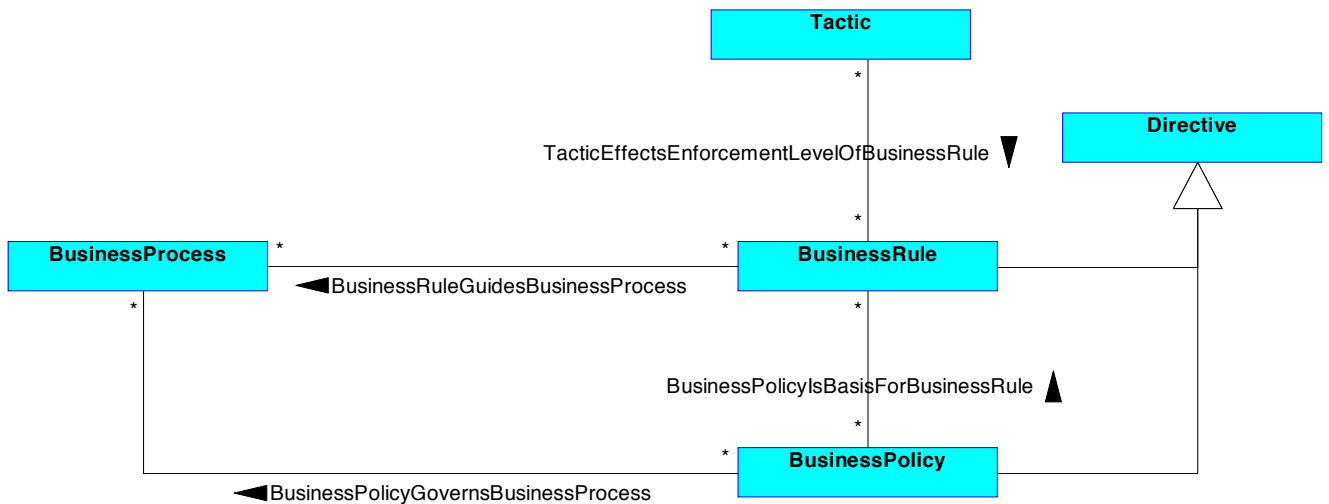 Tactic
*
Directive
TacticEffectsEnforcementLevelOfBusinessRule
*
BusinessProcess
*
*
BusinessRule
BusinessRuleGuidesBusinessProcess
*
*
BusinessPolicyIsBasisForBusinessRule
*
*
BusinessPolicy
BusinessPolicyGovernsBusinessProcess